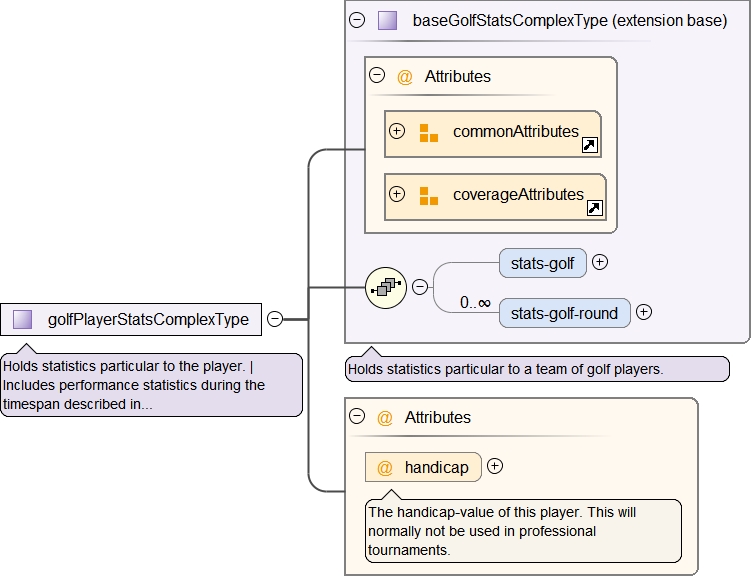 baseGolfStatsComplexType (extension base)
@ Attributes
commonAttributes
coverageAttributes
stats-golf
0..∞
stats-golf-round
golfPlayerStatsComplexType
Holds statistics particular to the player. |
Includes performance statistics during the
timespan described in...
Holds statistics particular to a team of golf players.
@ Attributes
@ handicap
The handicap-value of this player. This will
normally not be used in professional
tournaments.